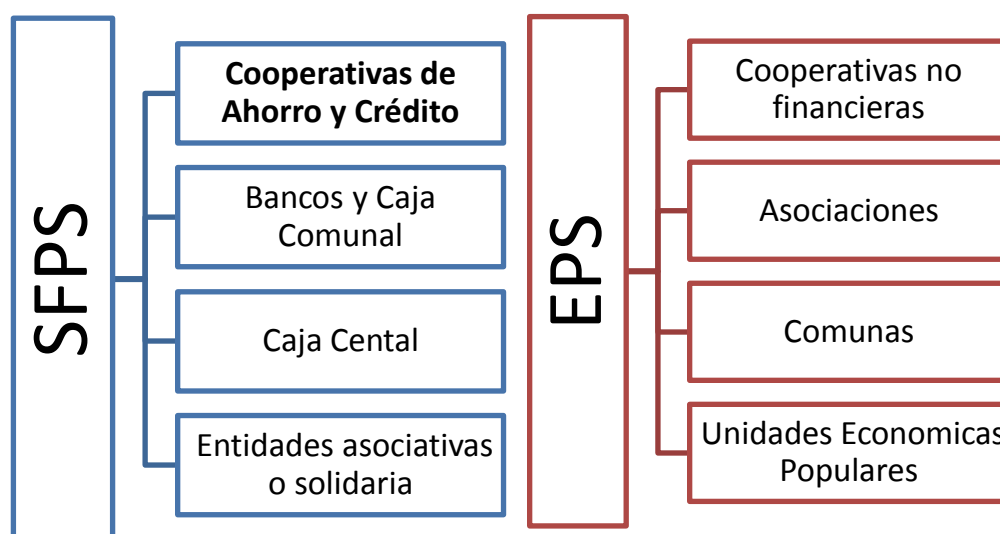 SFPS
Cooperativas de
Ahorro y Crédito
Bancos y Caja
Comunal
Caja Cental
Entidades asociativas
o solidaria
EPS
Cooperativas no
financieras
Asociaciones
Comunas
Unidades Economicas
Populares